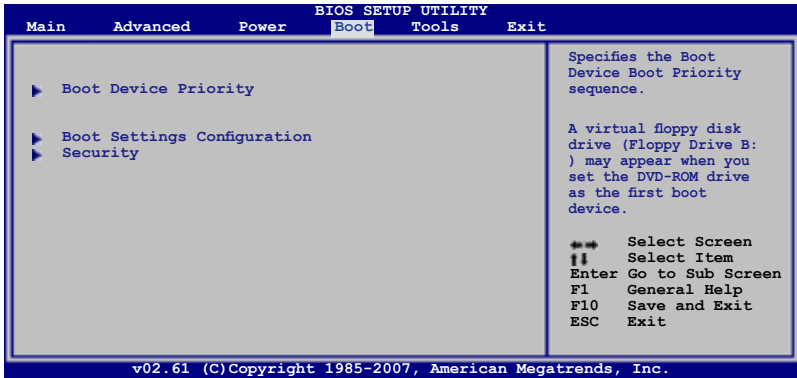 BIOS SETUP UTILITY
Main Advanced Power Boot Tools Exit
Boot Device Priority
Boot Settings Configuration
Security
Specifies the Boot
Device Boot Priority
sequence.
A virtual floppy disk
drive (Floppy Drive B:
) may appear when you
set the DVD-ROM drive
as the first boot
device.
Select Screen
Select Item
Enter Go to Sub Screen
F1 General Help
F10 Save and Exit
ESC Exit
v02.61 (C)Copyright 1985-2007, American Megatrends, Inc.